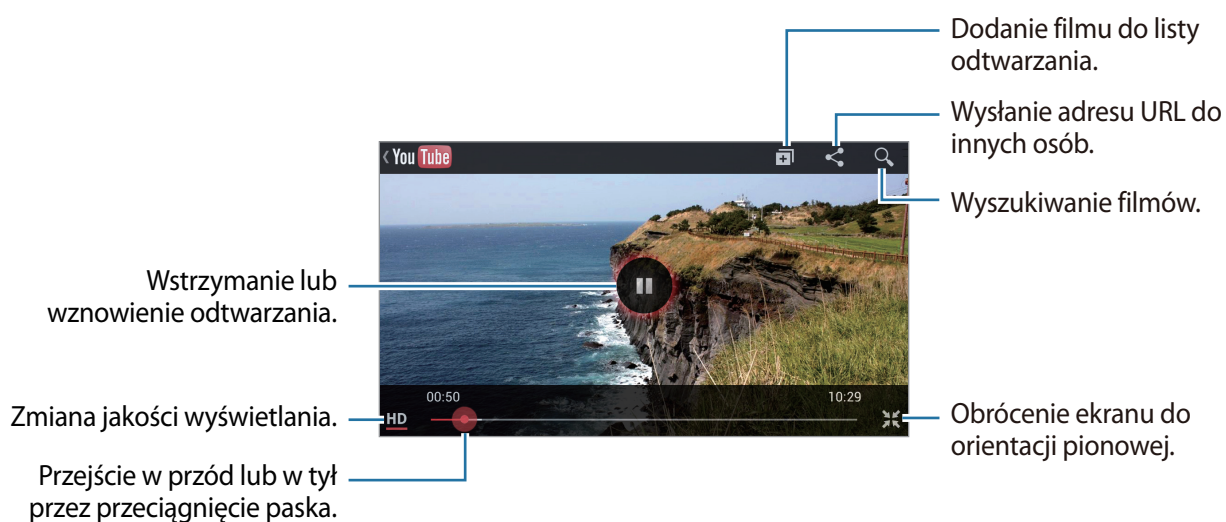 Dodanie filmu do listy
odtwarzania.
Wysłanie adresu URL do
innych osób.
You Tube
Wyszukiwanie filmów.
Wstrzymanie lub
wznowienie odtwarzania.
00:50
10:29
Zmiana jakości wyświetlania.
HD
Obrócenie ekranu do
orientacji pionowej.
Przejście w przód lub w tył
przez przeciągnięcie paska.